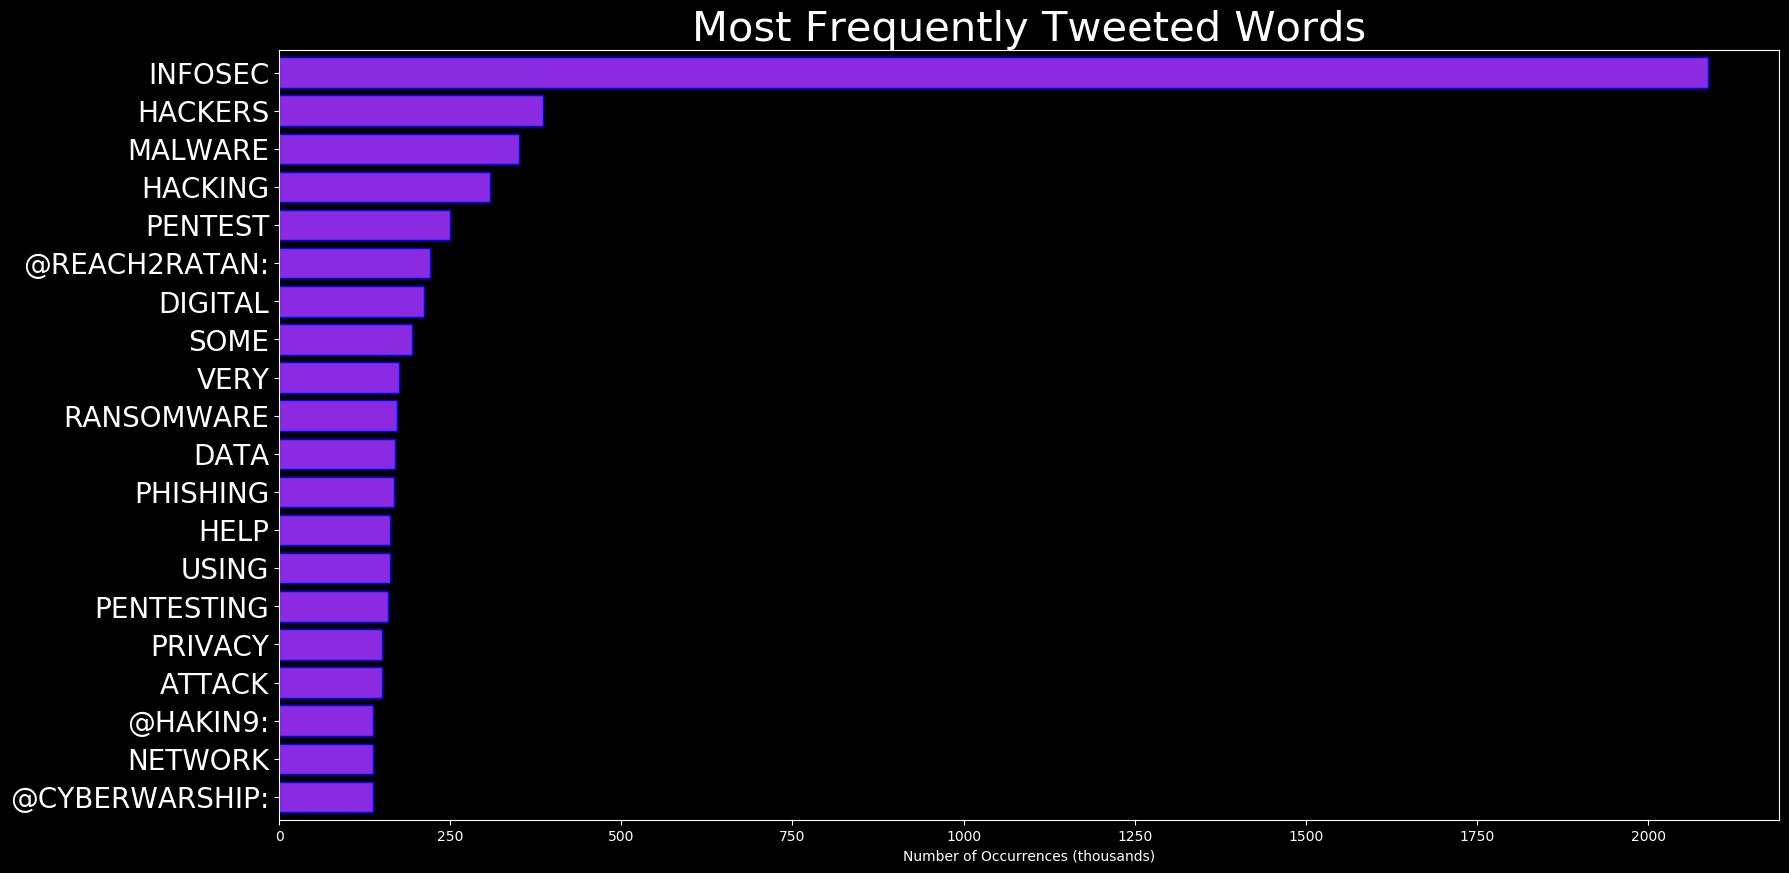 Most Frequently Tweeted Words
INFOSEC
HACKERS
MALWARE
HACKING
PENTEST
@REACH2RATAN:
DIGITAL
SOME
VERY
RANSOMWARE
DATA
PHISHING
HELP
USING
PENTESTING
PRIVACY
ATTACK
@HAKIN9:
NETWORK
@CYBERWARSHIP:
0 250 500 750 1000 1250 1500 1750 2000
Number of Occurrences (thousands)